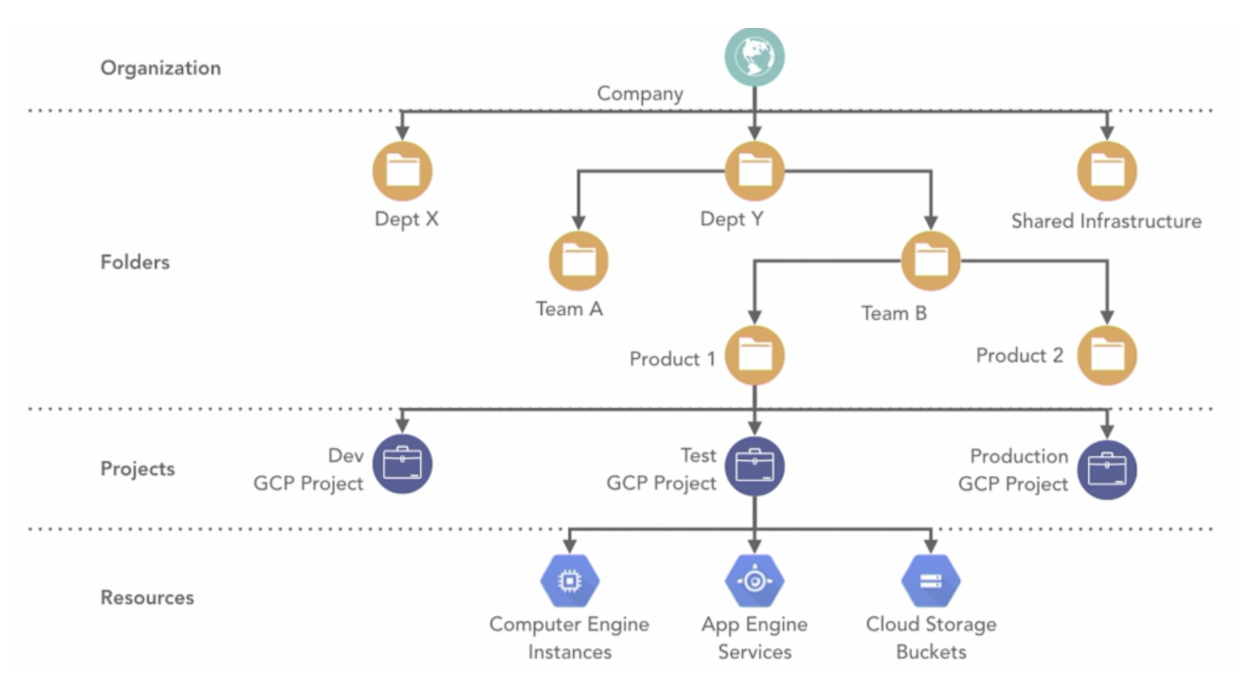 Organization
Company
Dept X
Dept Y
Shared Infrastructure
Folders
Team A
Team B
Product 1
Product 2
Projects
Dev
GCP Project
Test
GCP Project
Production
GCP Project
Resources
Computer Engine
Instances
App Engine
Services
Cloud Storage
Buckets